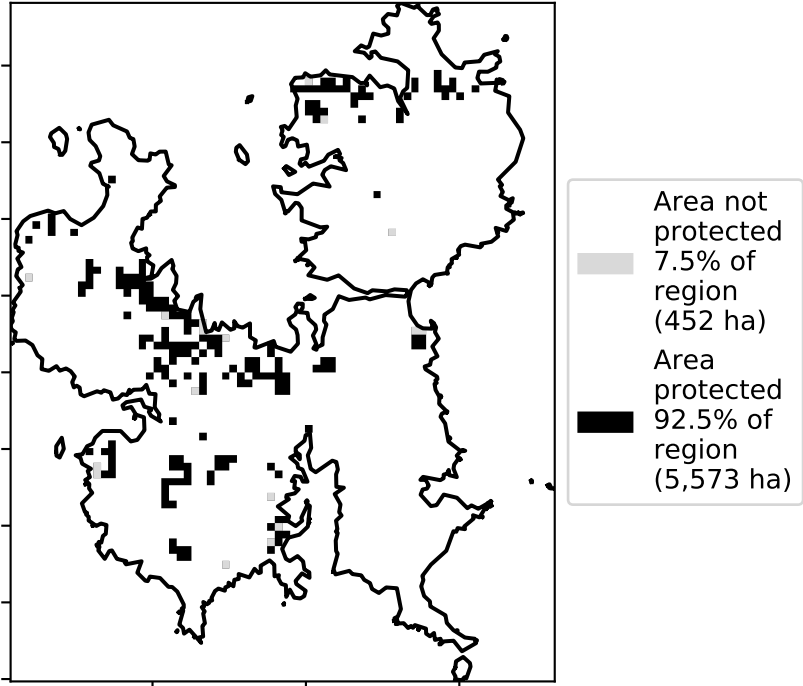 Area not
protected
7.5% of
region
(452 ha)
Area
protected
92.5% of
region
(5,573 ha)